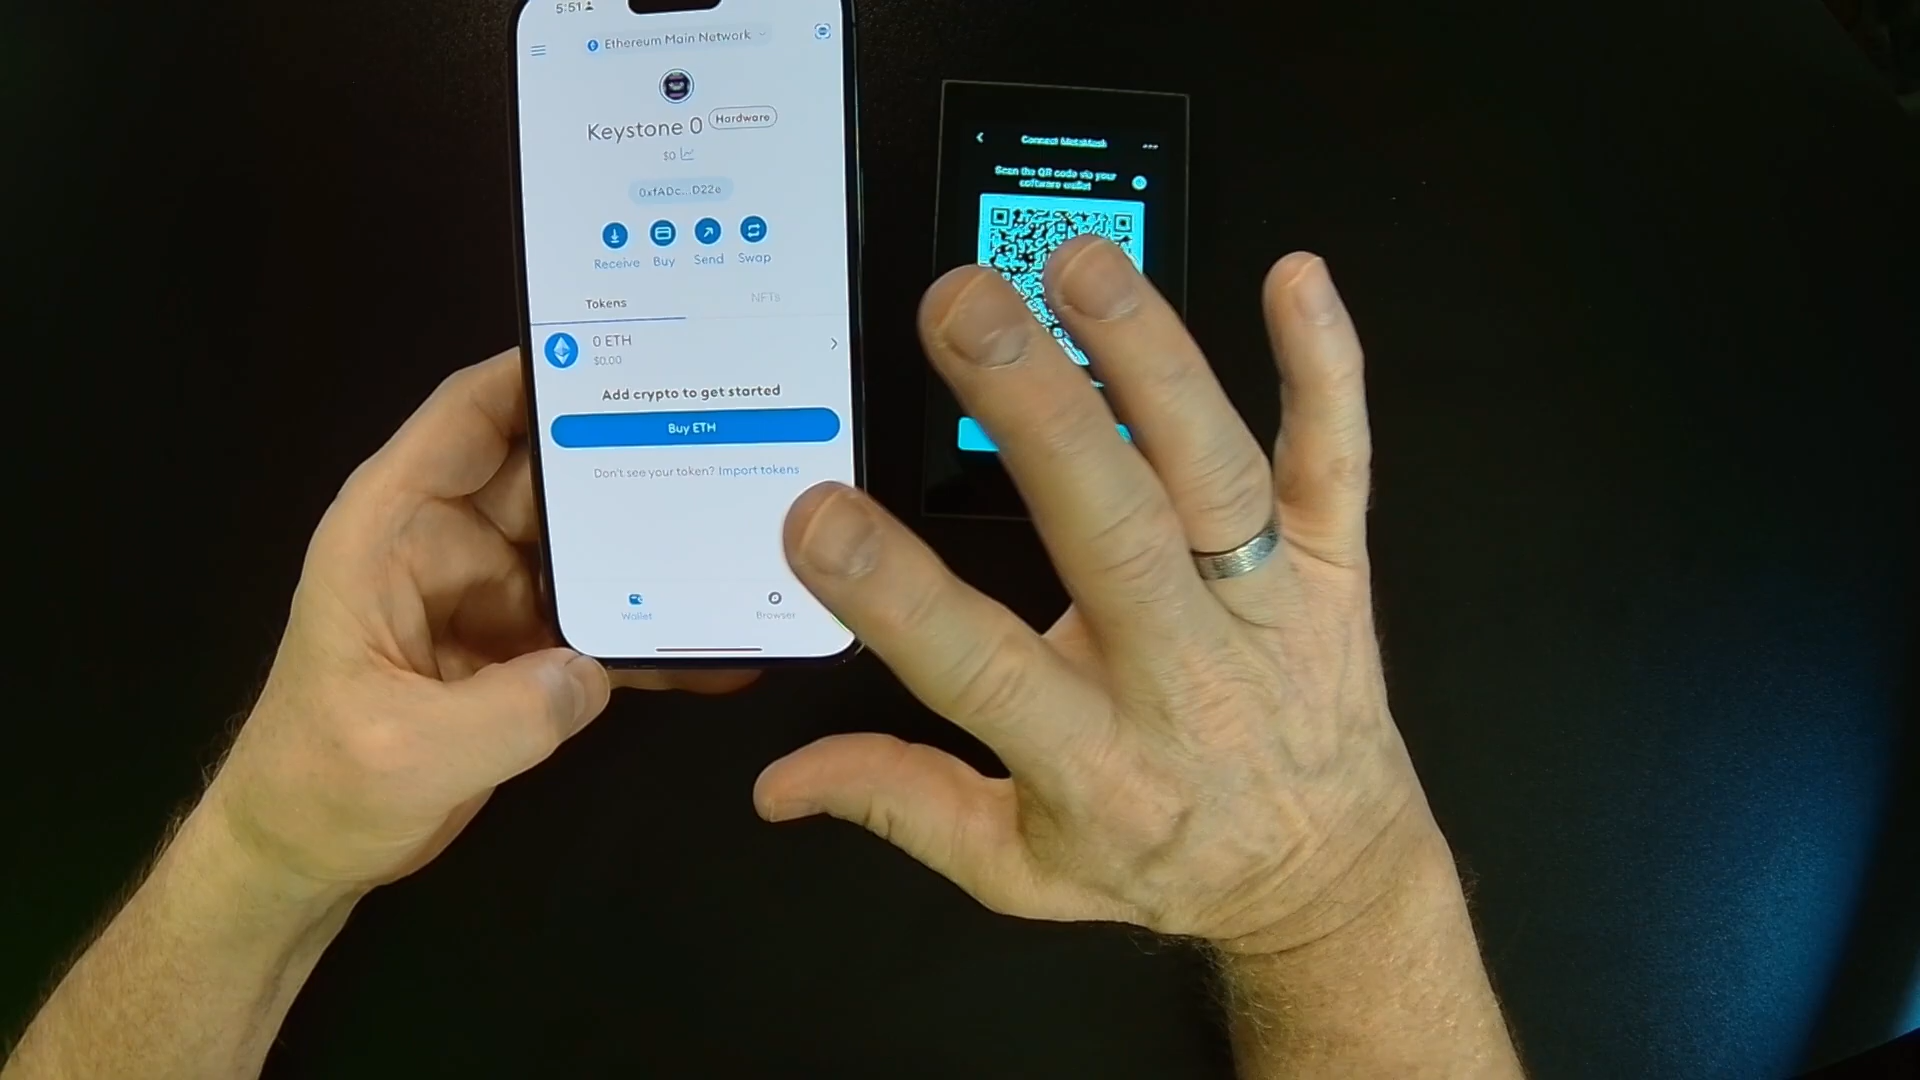 5:51
Ethereum Main Network
Keystone 0
Hardware
$0
0xfADc...D22e
Receive
Buy
Send
Swap
Tokens
NFTs
0 ETH
$0.00
Add crypto to get started
Buy ETH
Don't see your token? Import tokens
Wallet
Browser
Connect MetaMask
Scan the QR code via your
software wallet